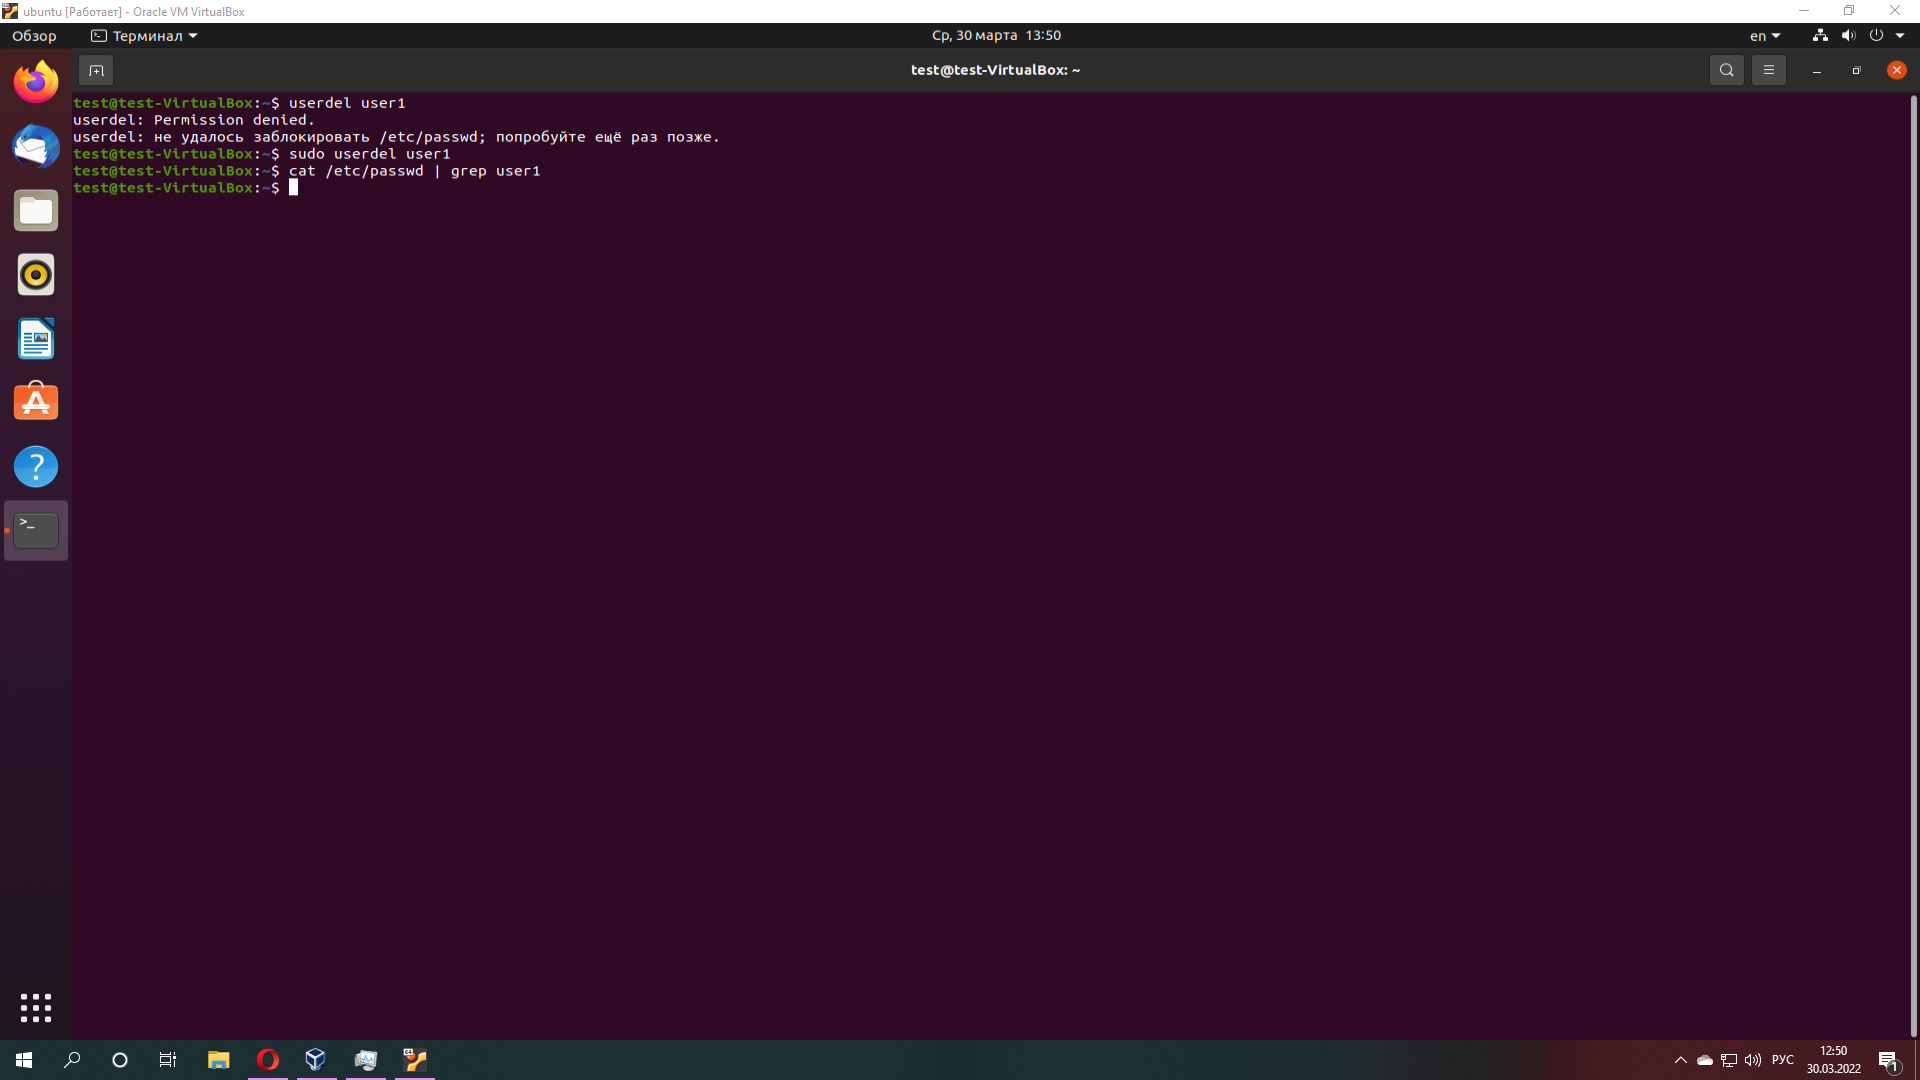 ubuntu [Работает] - Oracle VM VirtualBox
Обзор Терминал Ср, 30 марта 13:50 en
test@test-VirtualBox: ~
test@test-VirtualBox:~$ userdel user1
userdel: Permission denied.
userdel: не удалось заблокировать /etc/passwd; попробуйте ещё раз позже.
test@test-VirtualBox:~$ sudo userdel user1
test@test-VirtualBox:~$ cat /etc/passwd | grep user1
test@test-VirtualBox:~$
>_
РУС
12:50
30.03.2022
1